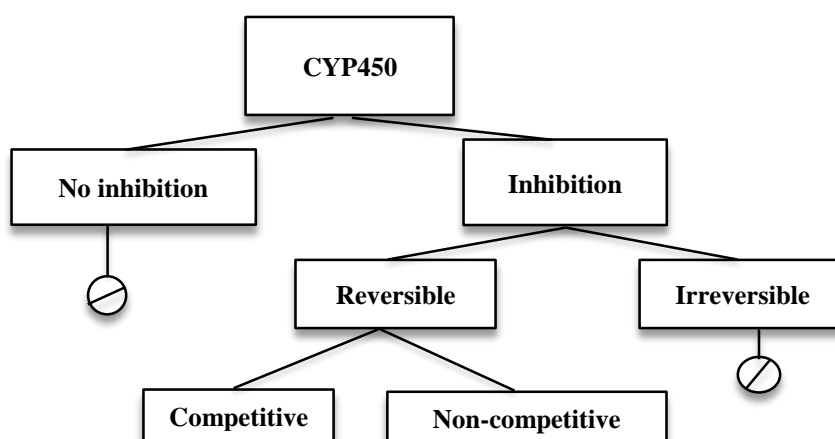 CYP450
No inhibition
Inhibition
Reversible
Irreversible
Competitive
Non-competitive